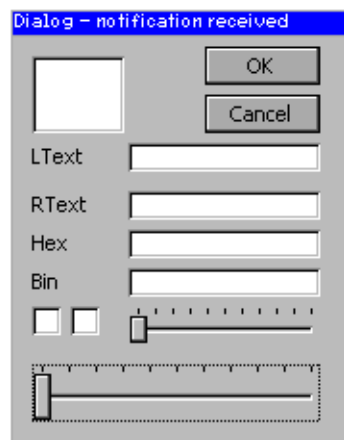 Dialog – notification received
OK
Cancel
LText
RText
Hex
Bin